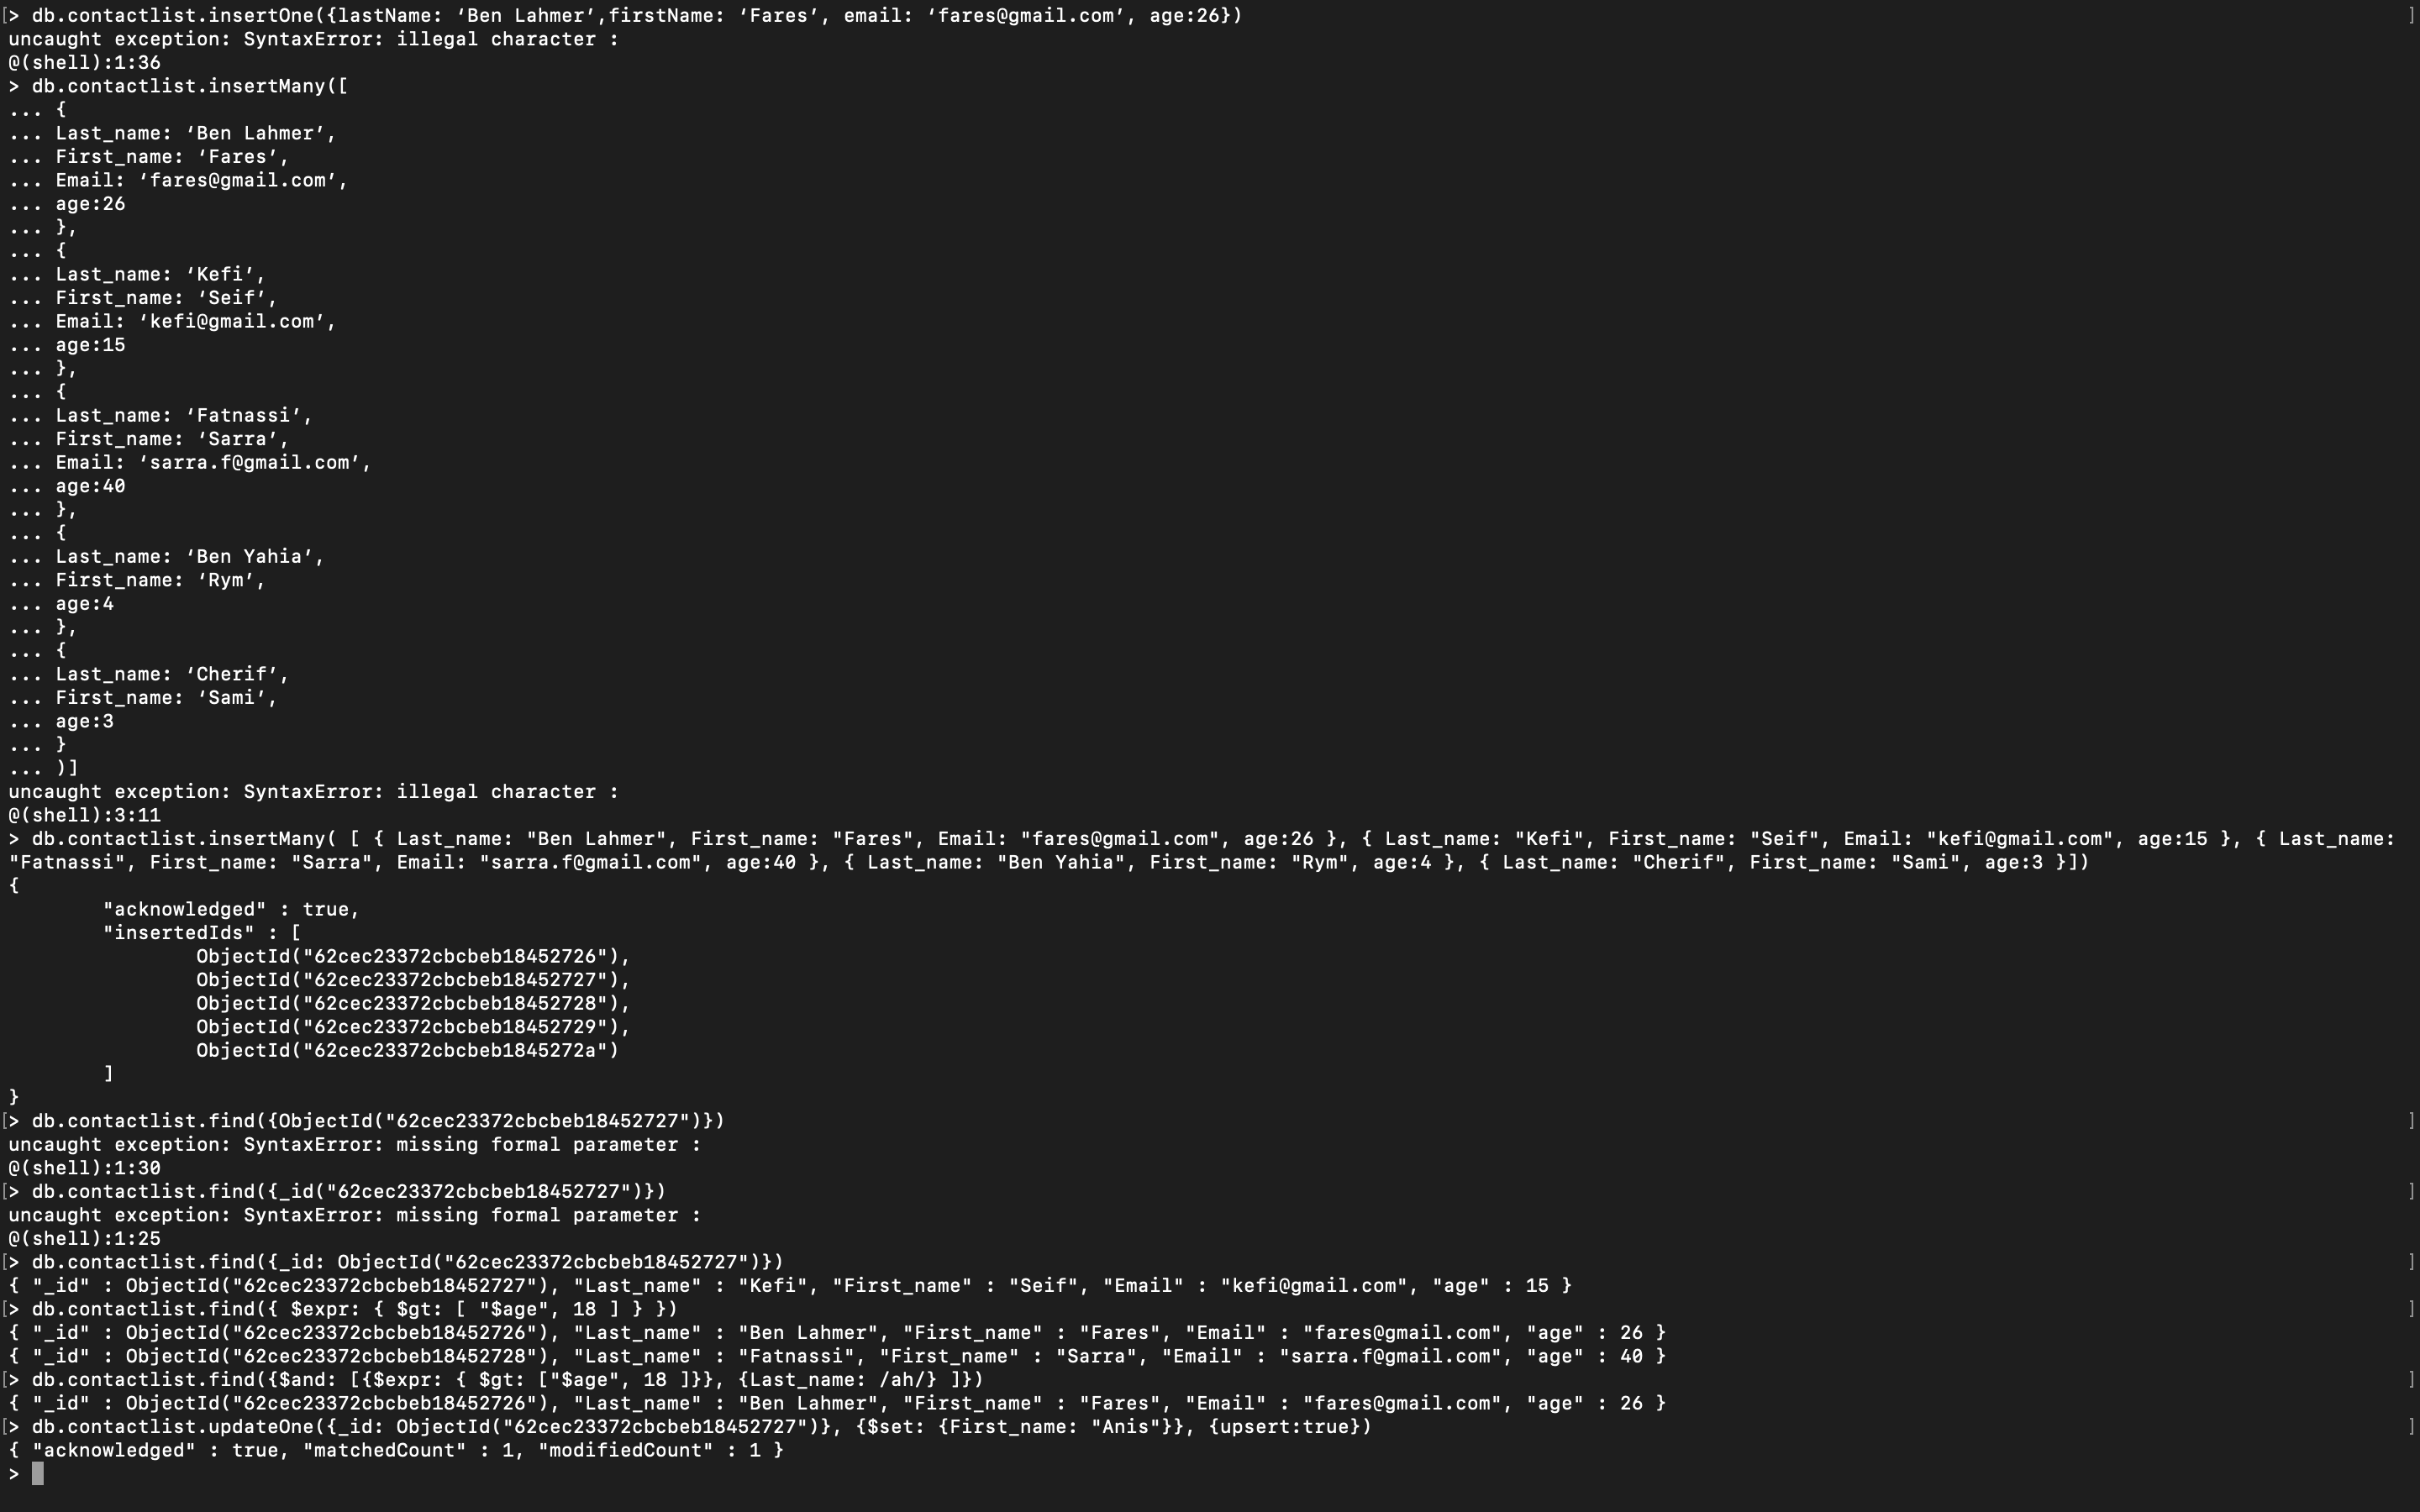 [> db.contactlist.insertOne({lastName: ‘Ben Lahmer’,firstName: ‘Fares’, email: ‘fares@gmail.com’, age:26}) ]
uncaught exception: SyntaxError: illegal character :
@(shell):1:36
> db.contactlist.insertMany([
... {
... Last_name: ‘Ben Lahmer’,
... First_name: ‘Fares’,
... Email: ‘fares@gmail.com’,
... age:26
... },
... {
... Last_name: ‘Kefi’,
... First_name: ‘Seif’,
... Email: ‘kefi@gmail.com’,
... age:15
... },
... {
... Last_name: ‘Fatnassi’,
... First_name: ‘Sarra’,
... Email: ‘sarra.f@gmail.com’,
... age:40
... },
... {
... Last_name: ‘Ben Yahia’,
... First_name: ‘Rym’,
... age:4
... },
... {
... Last_name: ‘Cherif’,
... First_name: ‘Sami’,
... age:3
... }
... )]
uncaught exception: SyntaxError: illegal character :
@(shell):3:11
> db.contactlist.insertMany( [ { Last_name: "Ben Lahmer", First_name: "Fares", Email: "fares@gmail.com", age:26 }, { Last_name: "Kefi", First_name: "Seif", Email: "kefi@gmail.com", age:15 }, { Last_name:
"Fatnassi", First_name: "Sarra", Email: "sarra.f@gmail.com", age:40 }, { Last_name: "Ben Yahia", First_name: "Rym", age:4 }, { Last_name: "Cherif", First_name: "Sami", age:3 }])
{
"acknowledged" : true,
"insertedIds" : [
ObjectId("62cec23372cbcbeb18452726"),
ObjectId("62cec23372cbcbeb18452727"),
ObjectId("62cec23372cbcbeb18452728"),
ObjectId("62cec23372cbcbeb18452729"),
ObjectId("62cec23372cbcbeb1845272a")
]
}
[> db.contactlist.find({ObjectId("62cec23372cbcbeb18452727")}) ]
uncaught exception: SyntaxError: missing formal parameter :
@(shell):1:30
[> db.contactlist.find({_id("62cec23372cbcbeb18452727")}) ]
uncaught exception: SyntaxError: missing formal parameter :
@(shell):1:25
[> db.contactlist.find({_id: ObjectId("62cec23372cbcbeb18452727")}) ]
{ "_id" : ObjectId("62cec23372cbcbeb18452727"), "Last_name" : "Kefi", "First_name" : "Seif", "Email" : "kefi@gmail.com", "age" : 15 }
[> db.contactlist.find({ $expr: { $gt: [ "$age", 18 ] } }) ]
{ "_id" : ObjectId("62cec23372cbcbeb18452726"), "Last_name" : "Ben Lahmer", "First_name" : "Fares", "Email" : "fares@gmail.com", "age" : 26 }
{ "_id" : ObjectId("62cec23372cbcbeb18452728"), "Last_name" : "Fatnassi", "First_name" : "Sarra", "Email" : "sarra.f@gmail.com", "age" : 40 }
[> db.contactlist.find({$and: [{$expr: { $gt: ["$age", 18 ]}}, {Last_name: /ah/} ]}) ]
{ "_id" : ObjectId("62cec23372cbcbeb18452726"), "Last_name" : "Ben Lahmer", "First_name" : "Fares", "Email" : "fares@gmail.com", "age" : 26 }
[> db.contactlist.updateOne({_id: ObjectId("62cec23372cbcbeb18452727")}, {$set: {First_name: "Anis"}}, {upsert:true}) ]
{ "acknowledged" : true, "matchedCount" : 1, "modifiedCount" : 1 }
>